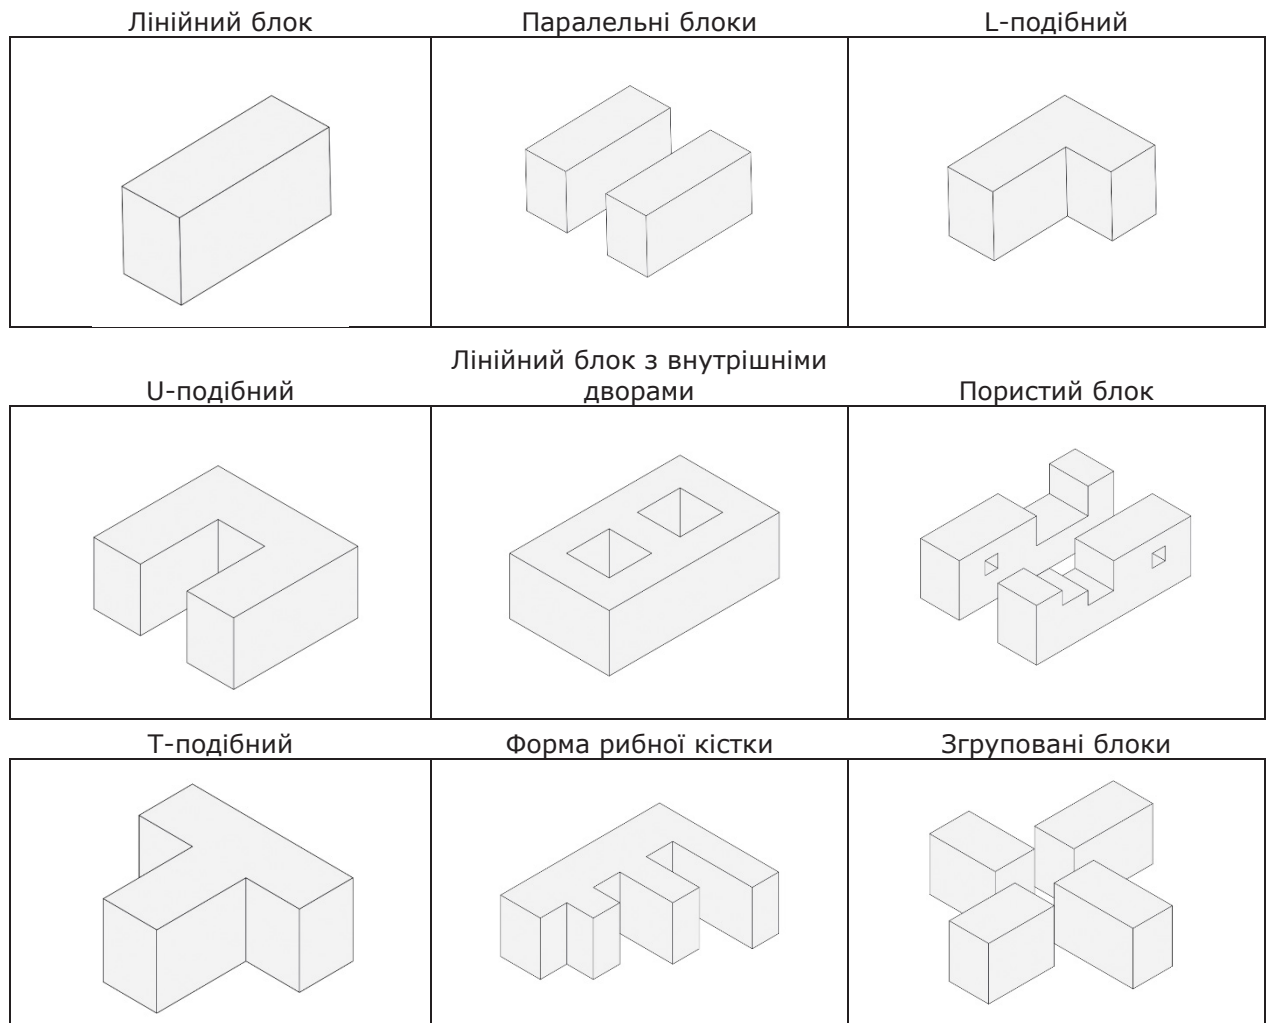 Лінійний блок
Паралельні блоки
L-подібний
U-подібний
Лінійний блок з внутрішніми
дворами
Пористий блок
Т-подібний
Форма рибної кістки
Згруповані блоки